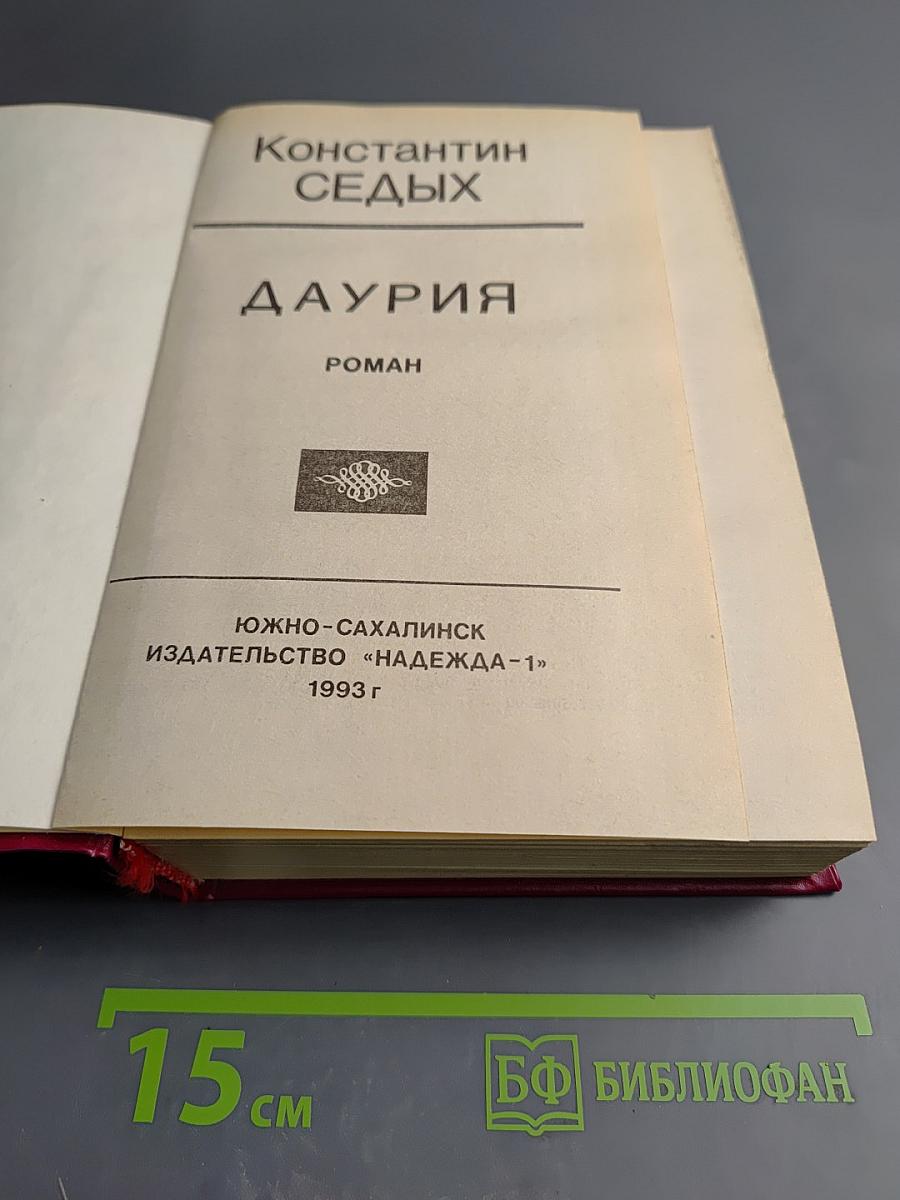 Константин
СЕДЫХ
ДАУРИЯ
РОМАН
ЮЖНО-САХАЛИНСК
ИЗДАТЕЛЬСТВО «НАДЕЖДА-1»
1993 г
15 см
БФ БИБЛИОФАН